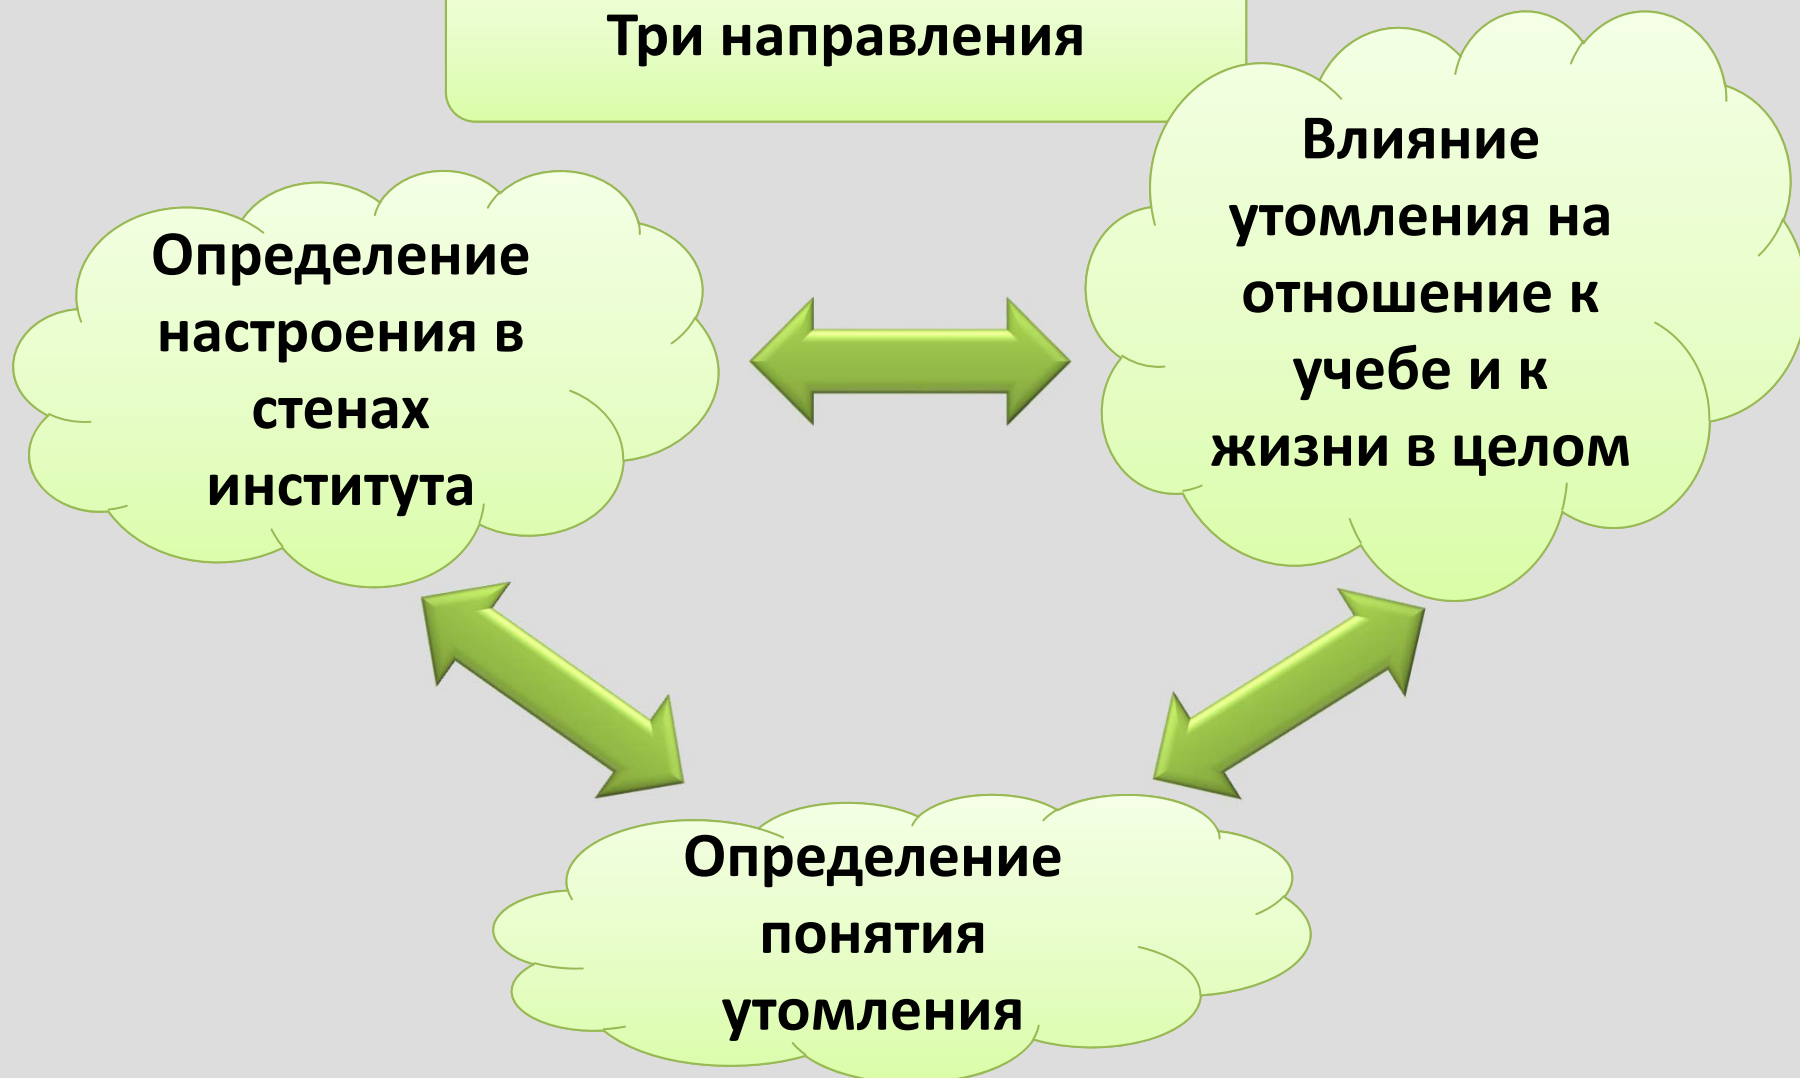 Три направления
Определение
настроения в
стенах
института
Влияние
утомления на
отношение к
учебе и к
жизни в целом
Определение
понятия
утомления